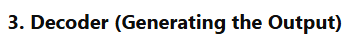 3. Decoder (Generating the Output)